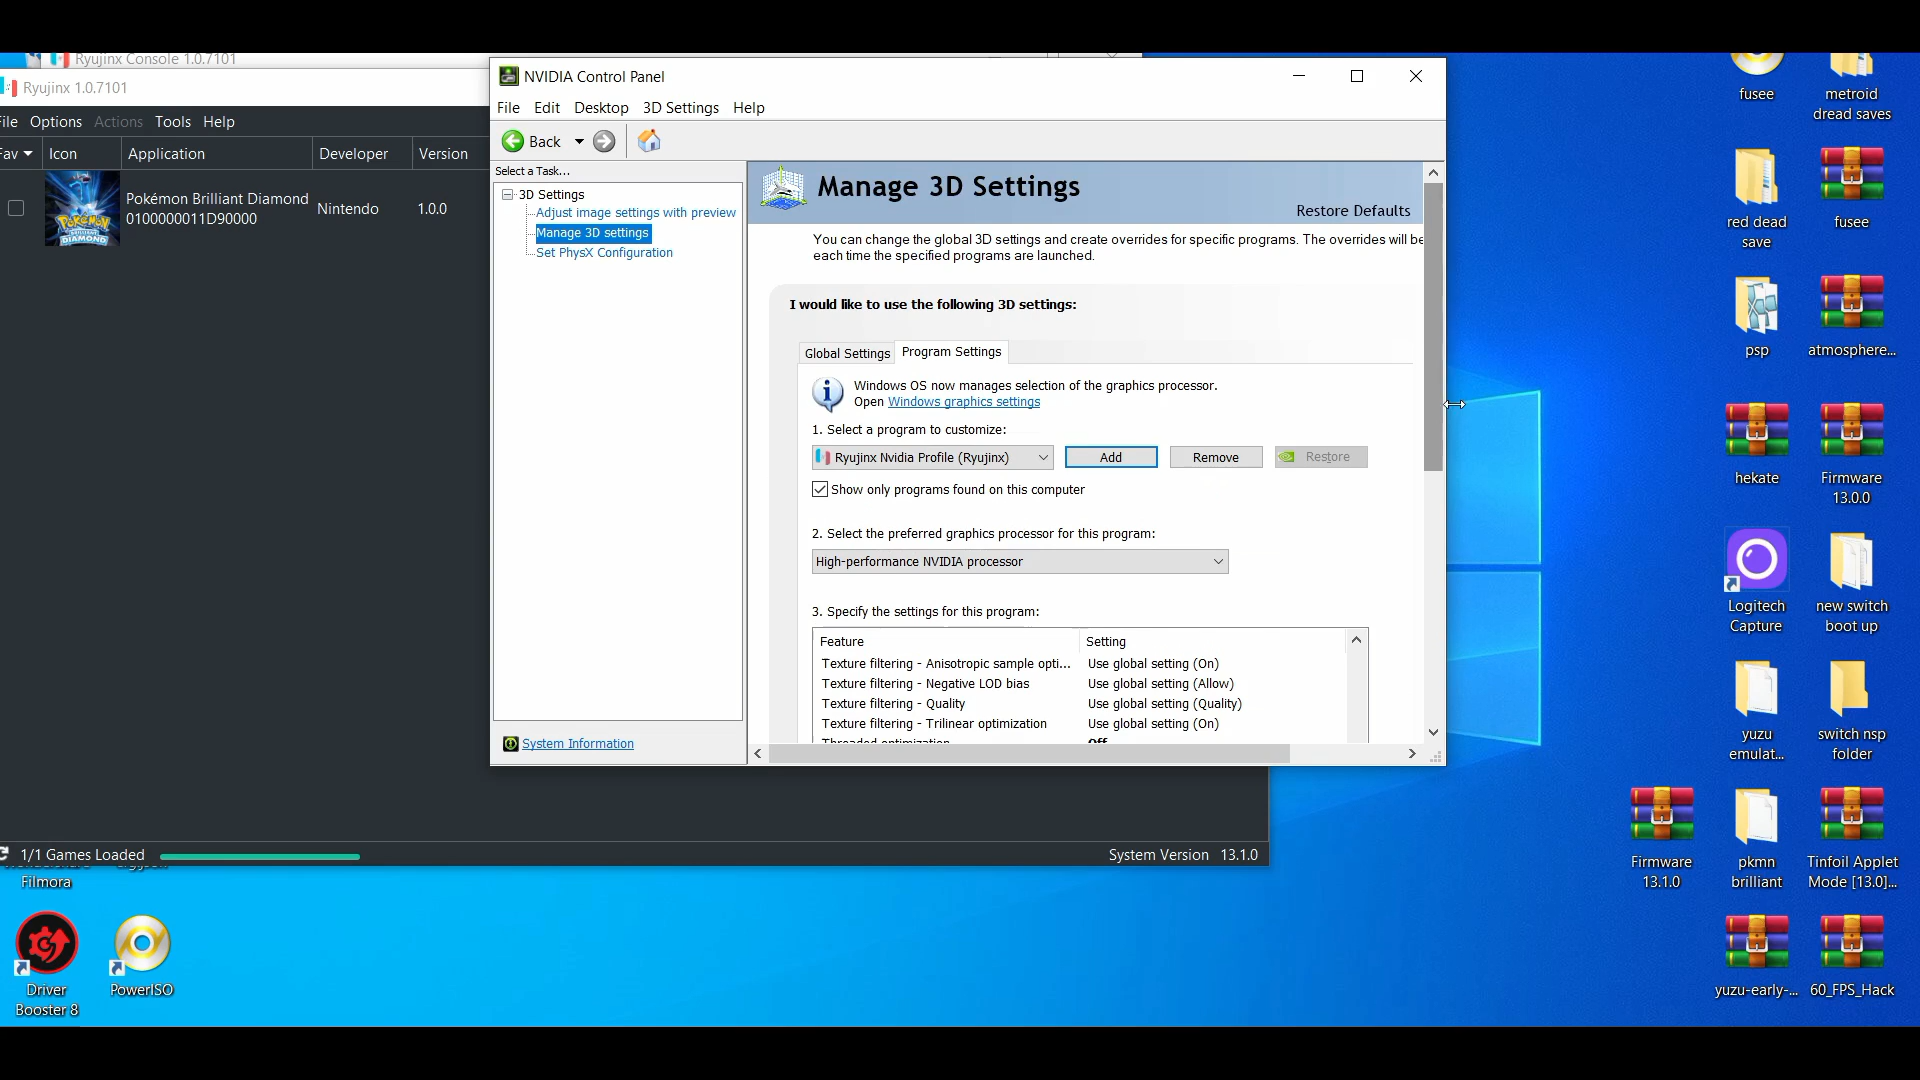 Ryujinx Console 1.0.7101
Ryujinx 1.0.7101
File Options Actions Tools Help
Fav Icon Application Developer Version
Pokémon Brilliant Diamond
0100000011D90000
Nintendo 1.0.0
POKÉMON
BRILLIANT
DIAMOND
1/1 Games Loaded
System Version 13.1.0
NVIDIA Control Panel
File Edit Desktop 3D Settings Help
Back
Select a Task...
3D Settings
Adjust image settings with preview
Manage 3D settings
Set PhysX Configuration
System Information
Manage 3D Settings
Restore Defaults
You can change the global 3D settings and create overrides for specific programs. The overrides will be
each time the specified programs are launched.
I would like to use the following 3D settings:
Global Settings Program Settings
Windows OS now manages selection of the graphics processor.
Open Windows graphics settings
1. Select a program to customize:
Ryujinx Nvidia Profile (Ryujinx) Add Remove Restore
Show only programs found on this computer
2. Select the preferred graphics processor for this program:
High-performance NVIDIA processor
3. Specify the settings for this program:
Feature Setting
Texture filtering - Anisotropic sample opti... Use global setting (On)
Texture filtering - Negative LOD bias Use global setting (Allow)
Texture filtering - Quality Use global setting (Quality)
Texture filtering - Trilinear optimization Use global setting (On)
Threaded optimization Off
fusee
metroid
dread saves
red dead
save
fusee
psp
atmosphere...
hekate
Firmware
13.0.0
Logitech
Capture
new switch
boot up
yuzu
emulat...
switch nsp
folder
Firmware
13.1.0
pkmn
brilliant
Tinfoil Applet
Mode [13.0]...
yuzu-early-...
60_FPS_Hack
Filmora
Driver
Booster 8
PowerISO